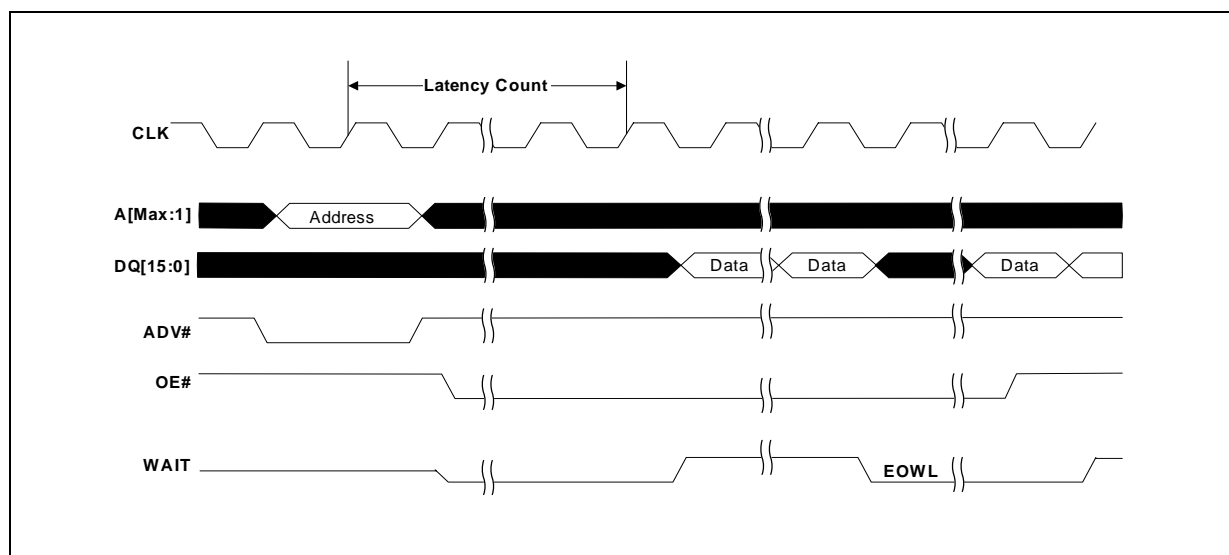 Latency Count
CLK
A[Max:1]
Address
DQ[15:0]
Data
Data
Data
ADV#
OE#
WAIT
EOWL